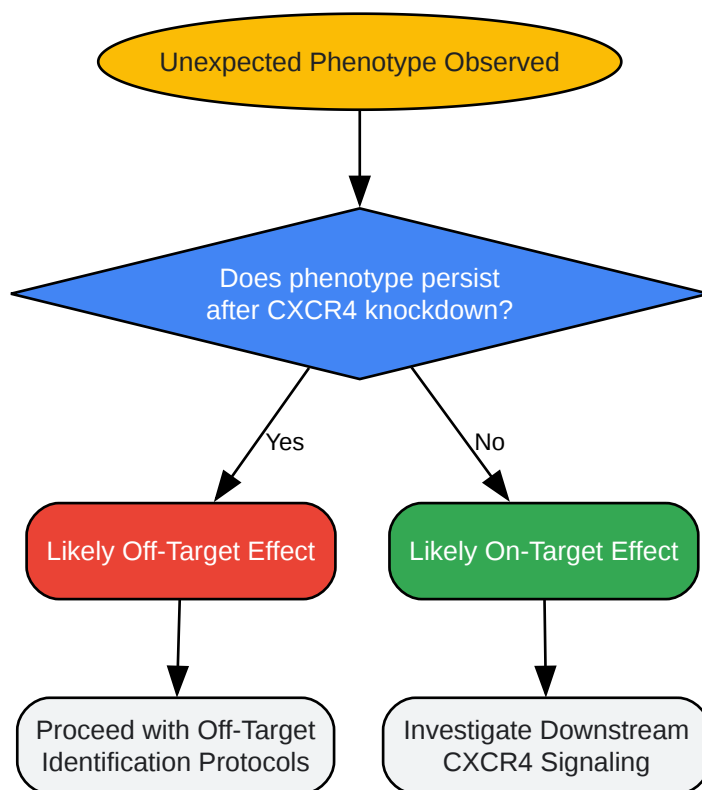 Unexpected Phenotype Observed
Does phenotype persist
after CXCR4 knockdown?
Yes
No
Likely Off-Target Effect
Likely On-Target Effect
Proceed with Off-Target
Identification Protocols
Investigate Downstream
CXCR4 Signaling